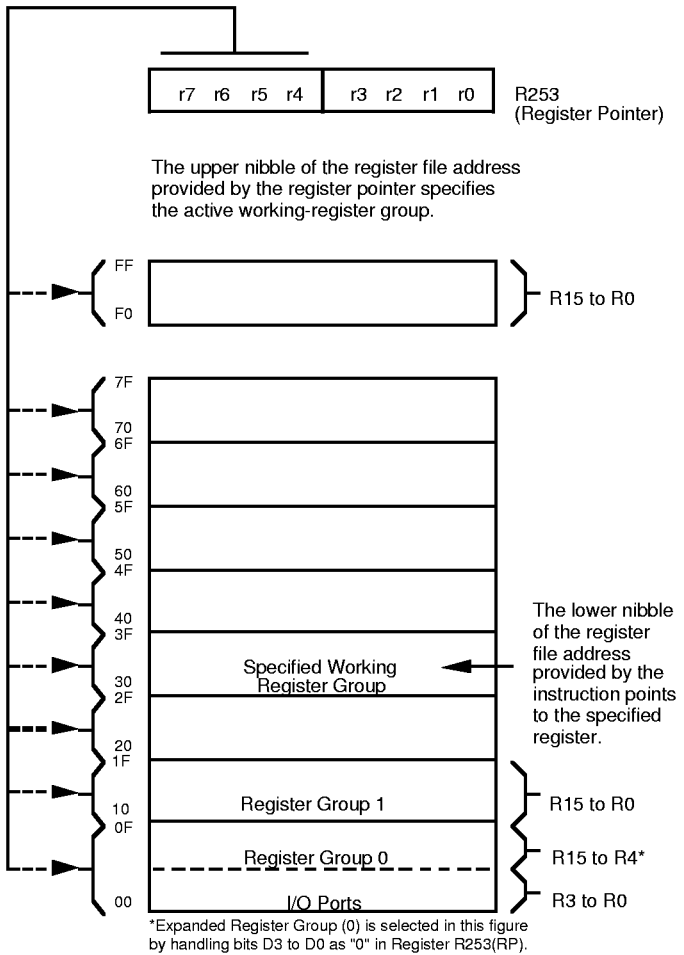 r7 r6 r5 r4 r3 r2 r1 r0
R253
(Register Pointer)
The upper nibble of the register file address
provided by the register pointer specifies
the active working-register group.
FF
F0
R15 to R0
7F
70
6F
60
5F
50
4F
40
3F
The lower nibble
of the register
file address
provided by the
instruction points
to the specified
register.
Specified Working
Register Group
30
2F
20
1F
10
Register Group 1
R15 to R0
0F
Register Group 0
R15 to R4*
00
I/O Ports
R3 to R0
*Expanded Register Group (0) is selected in this figure
by handling bits D3 to D0 as "0" in Register R253(RP).